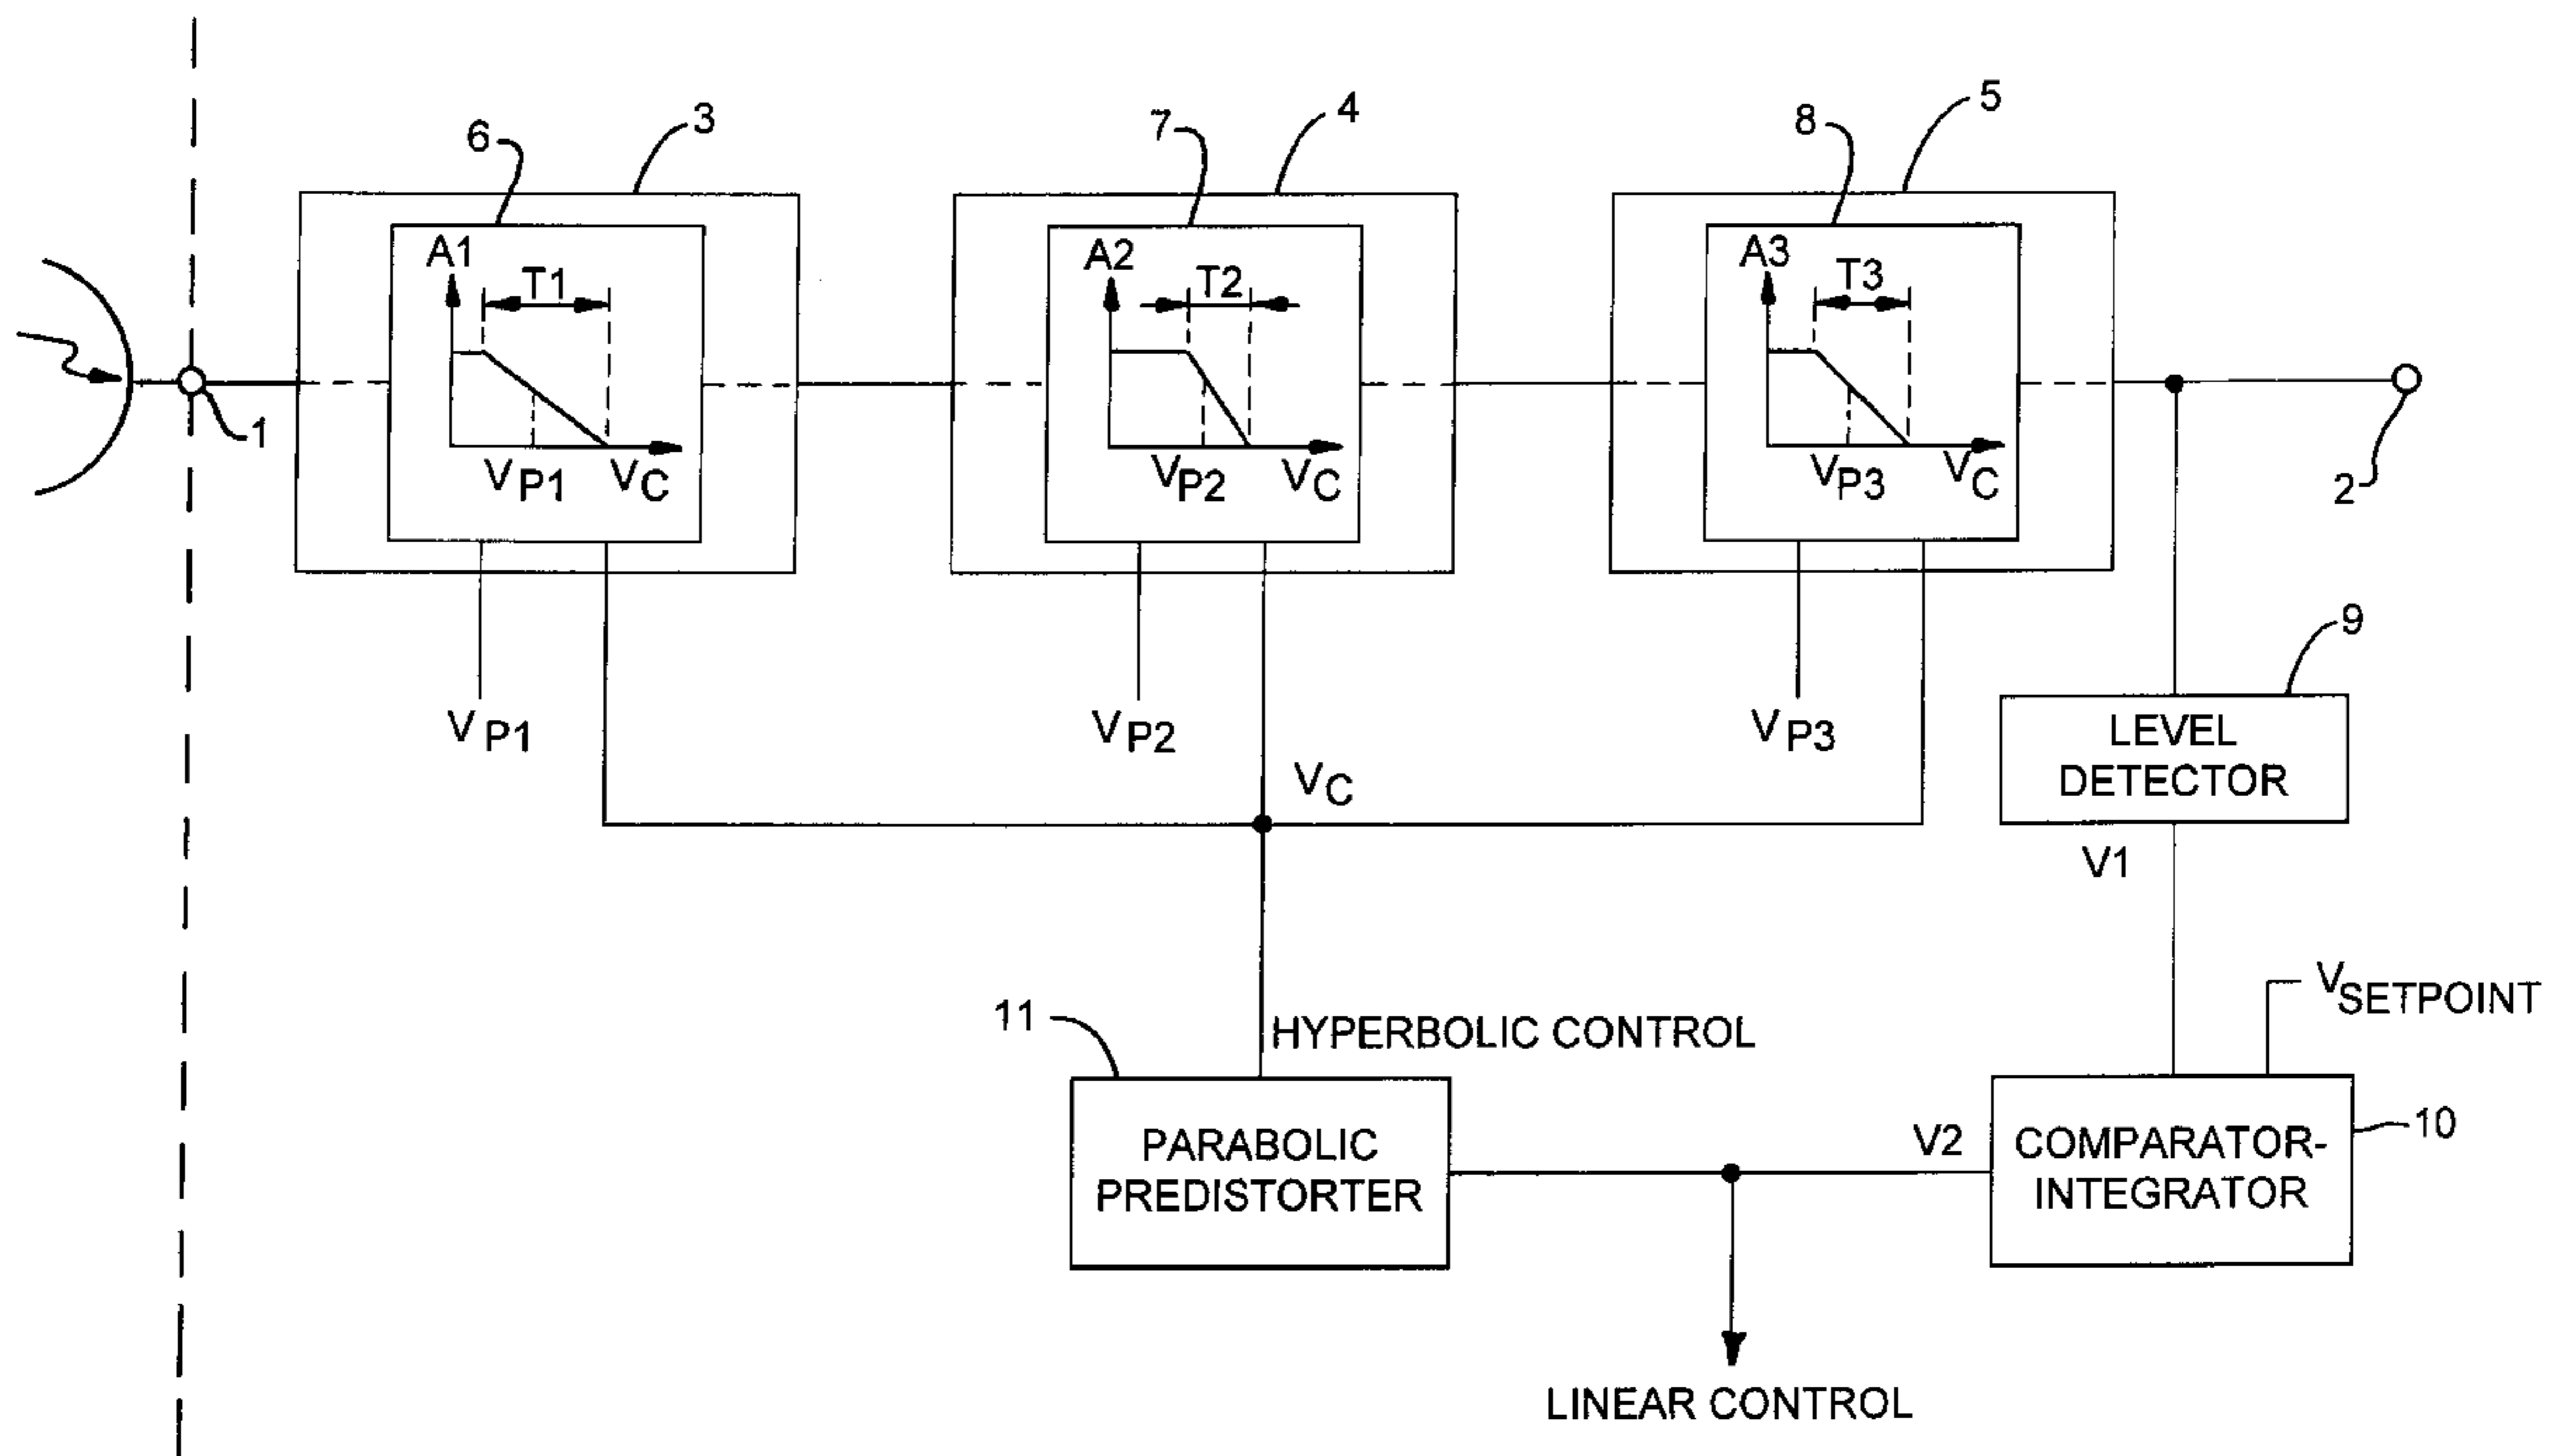 6 3 7 4 8 5
A1 T1 A2 T2 A3 T3
1
VP1 VC VP2 VC VP3 VC
2
9
VP1 VP2 VP3
LEVEL
DETECTOR
VC
V1
11
HYPERBOLIC CONTROL
VSETPOINT
PARABOLIC
PREDISTORTER
V2
COMPARATOR-
INTEGRATOR
10
LINEAR CONTROL